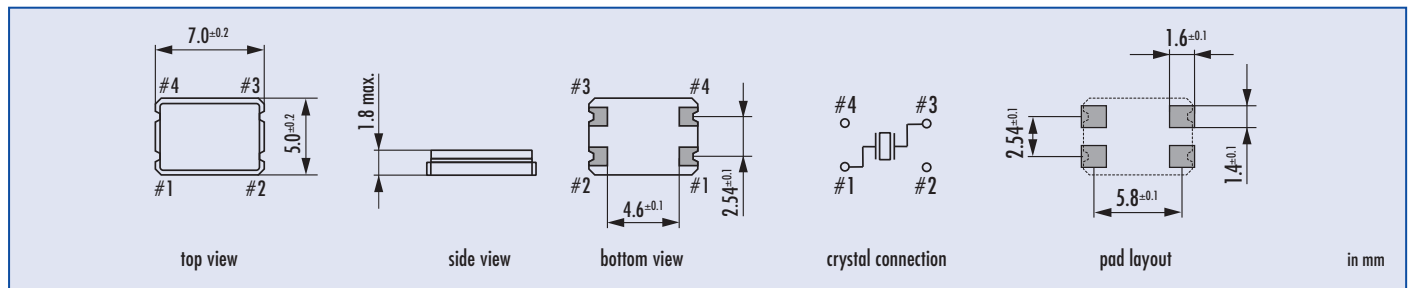 7.0±0.2
#4 #3
5.0±0.2
#1 #2
top view
1.8 max.
side view
#3 #4
#2 #1
4.6±0.1
2.54±0.1
bottom view
#4 #3
#1 #2
crystal connection
1.6±0.1
2.54±0.1
1.4±0.1
5.8±0.1
pad layout
in mm